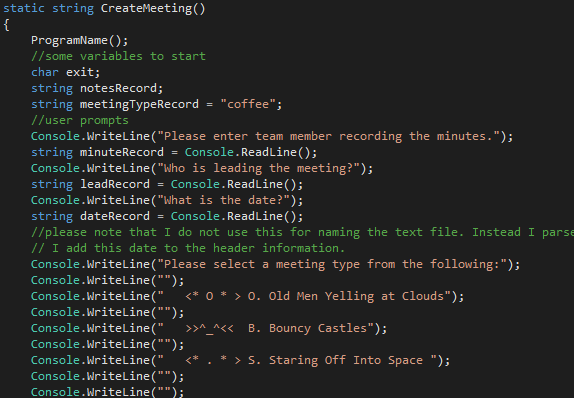 static string CreateMeeting()
{
ProgramName();
//some variables to start
char exit;
string notesRecord;
string meetingTypeRecord = "coffee";
//user prompts
Console.WriteLine("Please enter team member recording the minutes.");
string minuteRecord = Console.ReadLine();
Console.WriteLine("Who is leading the meeting?");
string leadRecord = Console.ReadLine();
Console.WriteLine("What is the date?");
string dateRecord = Console.ReadLine();
//please note that I do not use this for naming the text file. Instead I parse
// I add this date to the header information.
Console.WriteLine("Please select a meeting type from the following:");
Console.WriteLine("");
Console.WriteLine("   <* O * > O. Old Men Yelling at Clouds");
Console.WriteLine("");
Console.WriteLine("   >>^_^<<  B. Bouncy Castles");
Console.WriteLine("");
Console.WriteLine("   <* . * > S. Staring Off Into Space ");
Console.WriteLine("");
Console.WriteLine("");